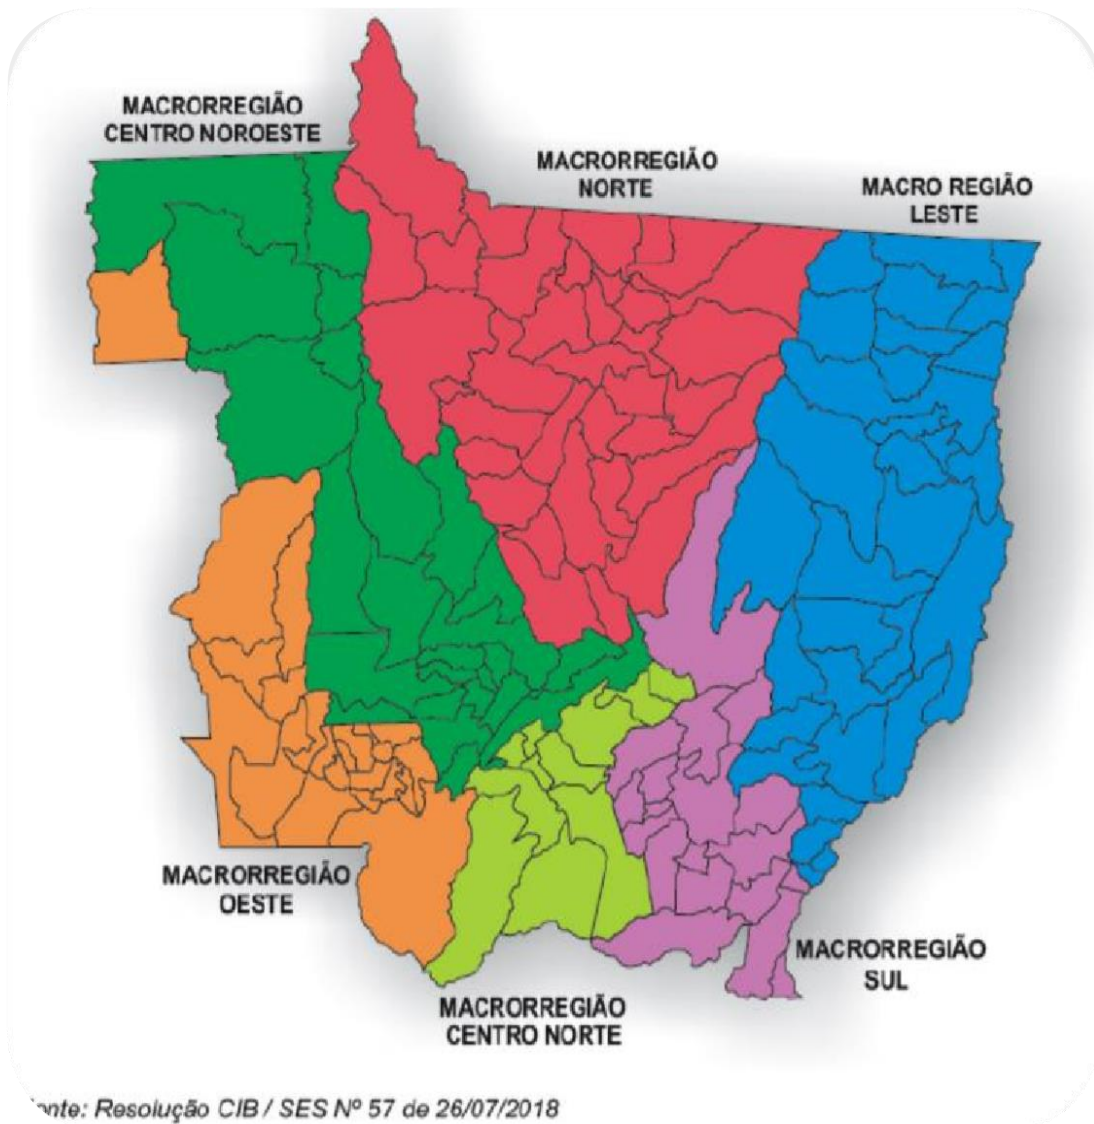 MACRORREGIÃO
CENTRO NOROESTE
MACRORREGIÃO
NORTE
MACRO REGIÃO
LESTE
MACRORREGIÃO
OESTE
MACRORREGIÃO
SUL
MACRORREGIÃO
CENTRO NORTE
onte: Resolução CIB / SES Nº 57 de 26/07/2018